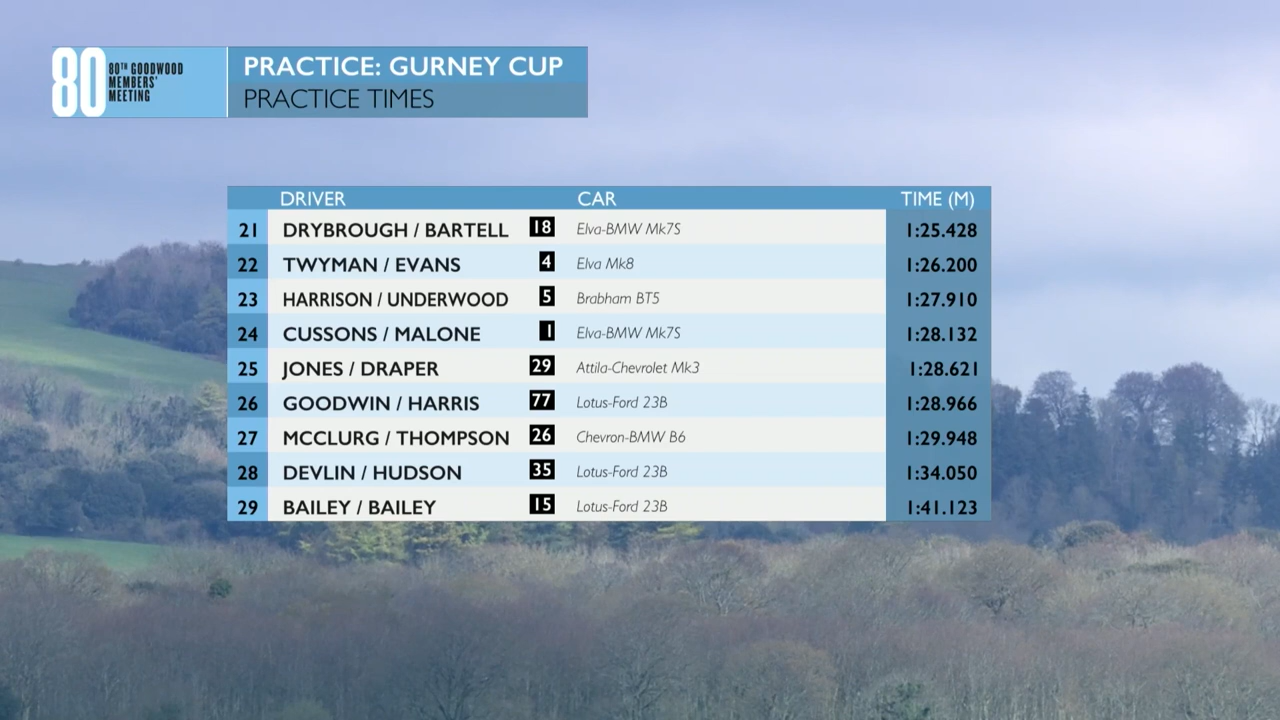 80 80TH GOODWOOD MEMBERS' MEETING
PRACTICE: GURNEY CUP
PRACTICE TIMES
DRIVER CAR TIME (M)
21 DRYBROUGH / BARTELL 18 Elva-BMW Mk7S 1:25.428
22 TWYMAN / EVANS 4 Elva Mk8 1:26.200
23 HARRISON / UNDERWOOD 5 Brabham BT5 1:27.910
24 CUSSONS / MALONE 1 Elva-BMW Mk7S 1:28.132
25 JONES / DRAPER 29 Attila-Chevrolet Mk3 1:28.621
26 GOODWIN / HARRIS 77 Lotus-Ford 23B 1:28.966
27 MCCLURG / THOMPSON 26 Chevron-BMW B6 1:29.948
28 DEVLIN / HUDSON 35 Lotus-Ford 23B 1:34.050
29 BAILEY / BAILEY 15 Lotus-Ford 23B 1:41.123